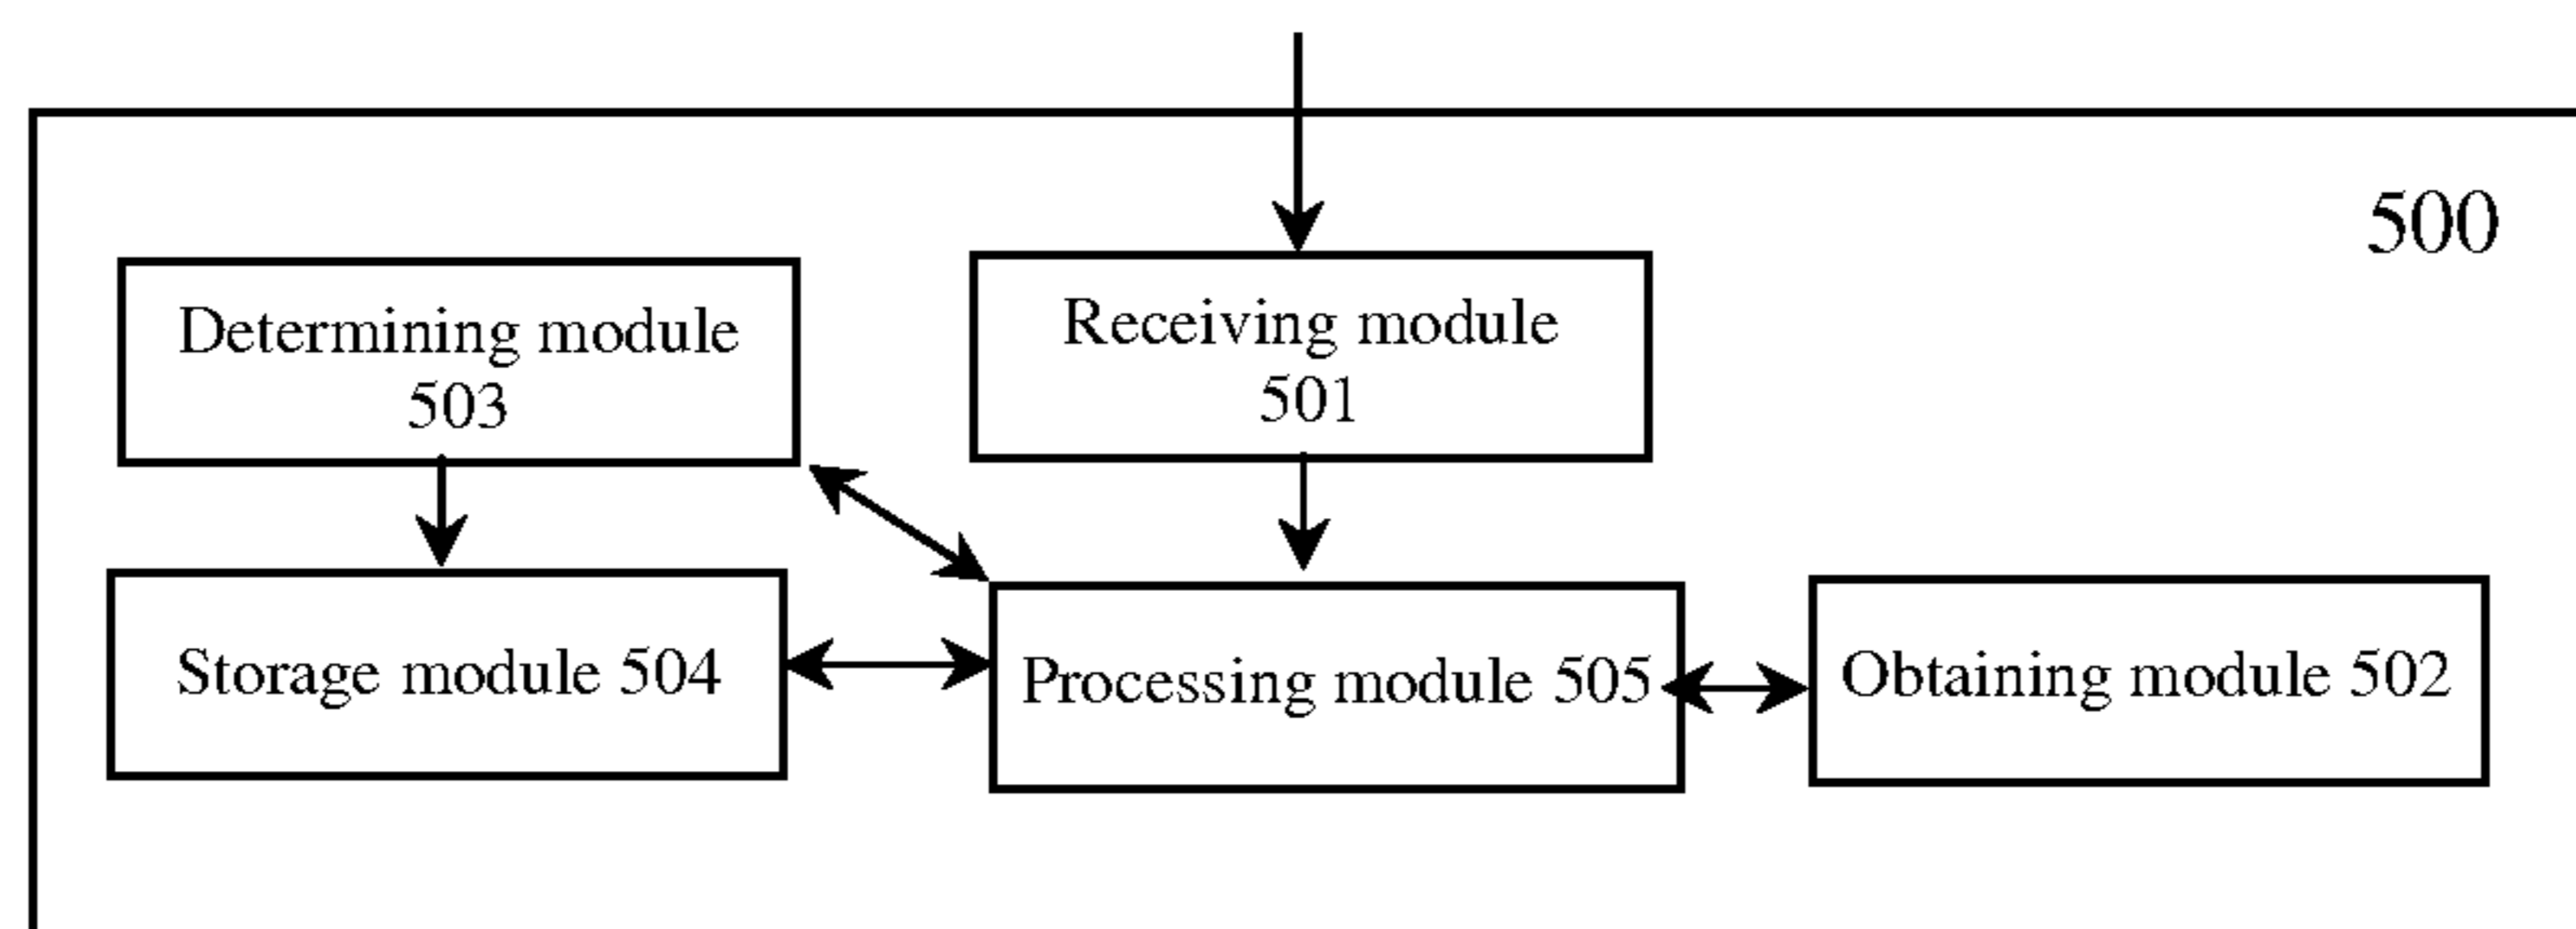 500
Determining module
503
Receiving module
501
Storage module 504
Processing module 505
Obtaining module 502